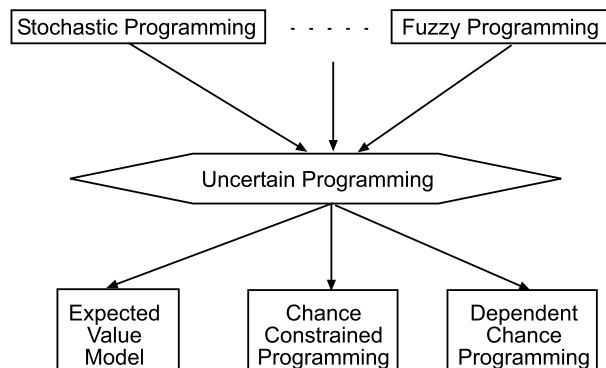 Stochastic Programming
. . . . . .
Fuzzy Programming
Uncertain Programming
Expected
Value
Model
Chance
Constrained
Programming
Dependent
Chance
Programming